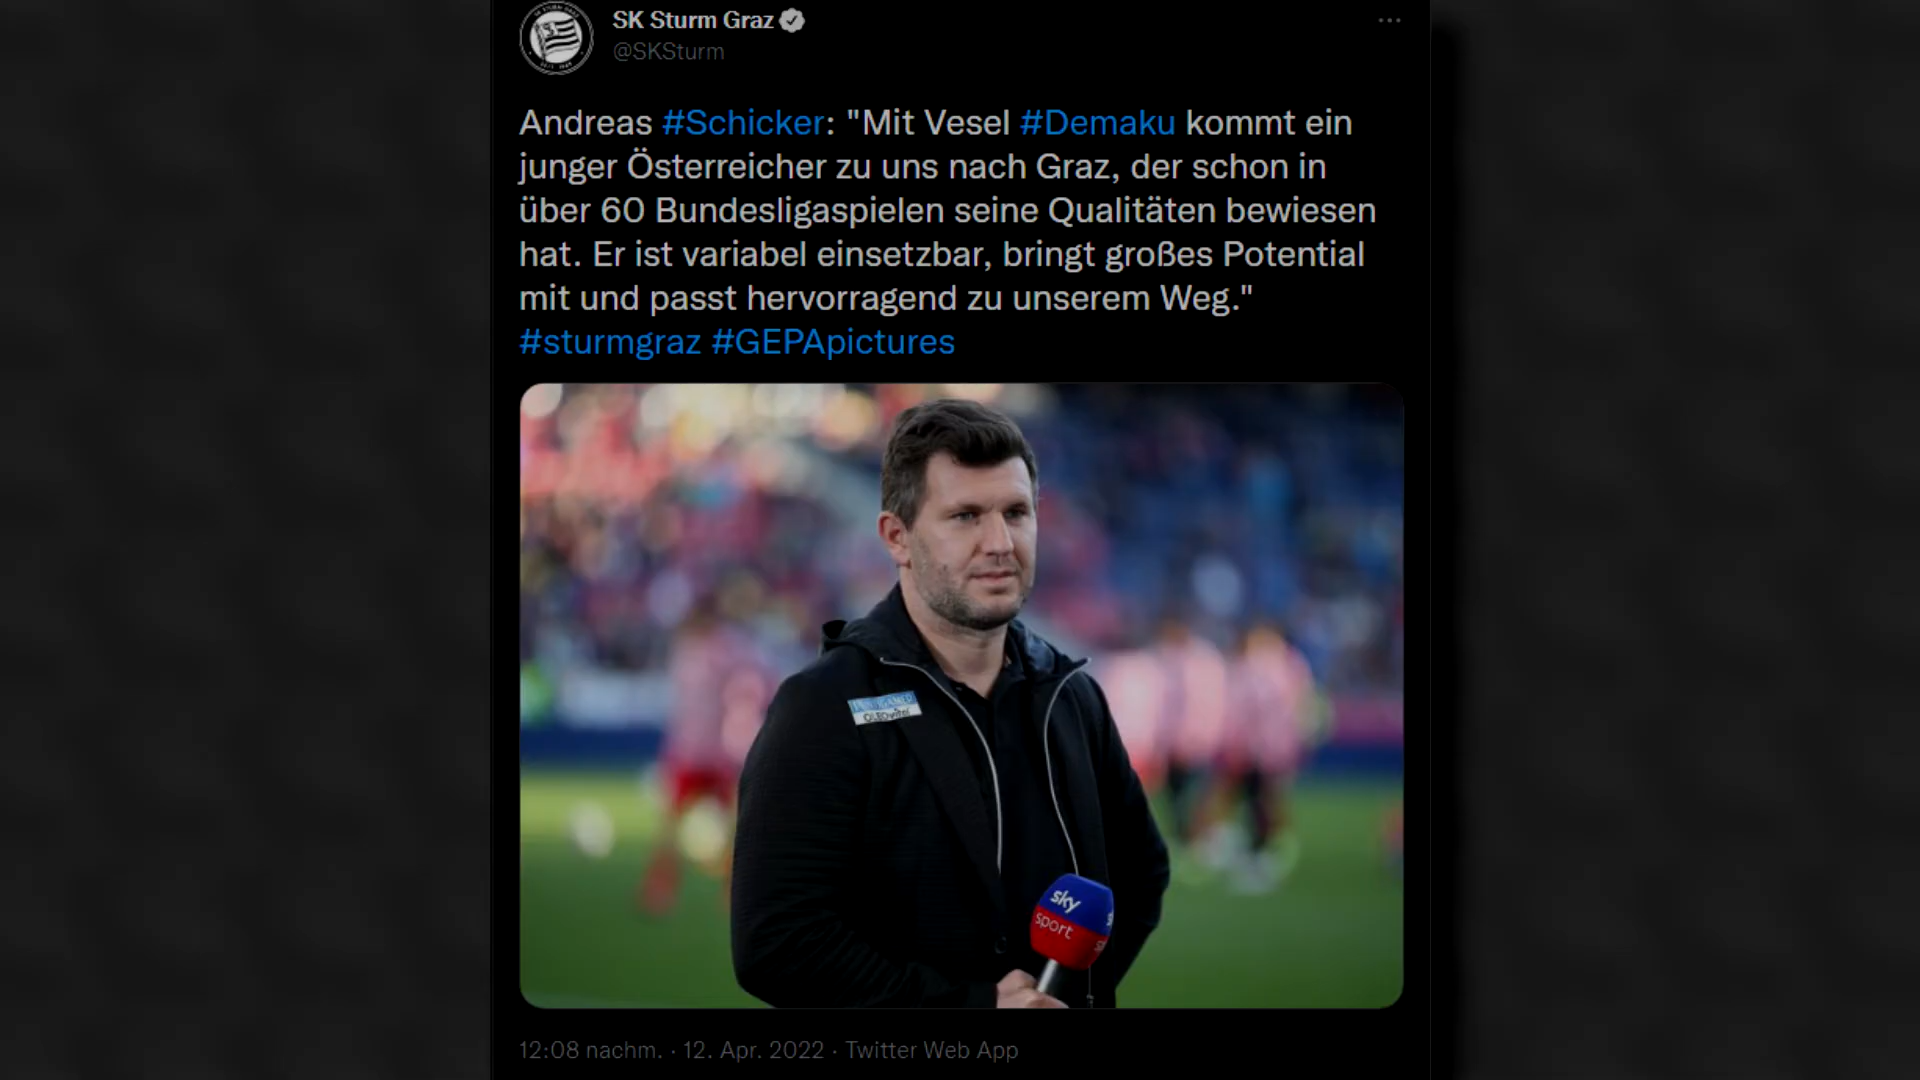 SK Sturm Graz
@SKSturm
Andreas #Schicker: "Mit Vesel #Demaku kommt ein
junger Österreicher zu uns nach Graz, der schon in
über 60 Bundesligaspielen seine Qualitäten bewiesen
hat. Er ist variabel einsetzbar, bringt großes Potential
mit und passt hervorragend zu unserem Weg."
#sturmgraz #GEPApictures
sky
sport
12:08 nachm. · 12. Apr. 2022 · Twitter Web App